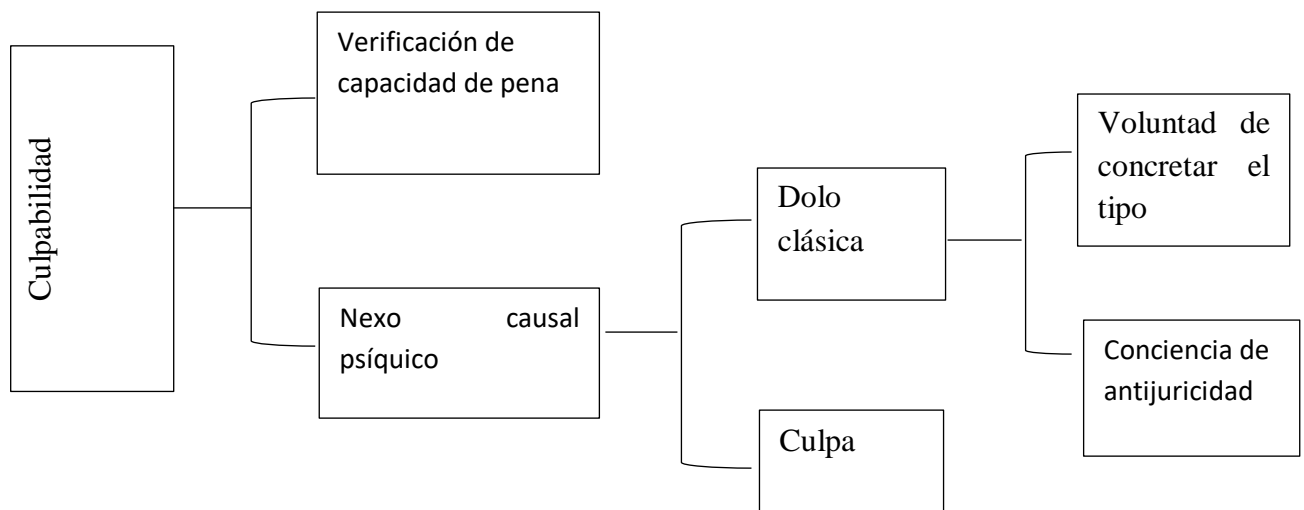 Culpabilidad
Verificación de
capacidad de pena
Nexo causal
psíquico
Dolo
clásica
Culpa
Voluntad de
concretar el
tipo
Conciencia de
antijuricidad